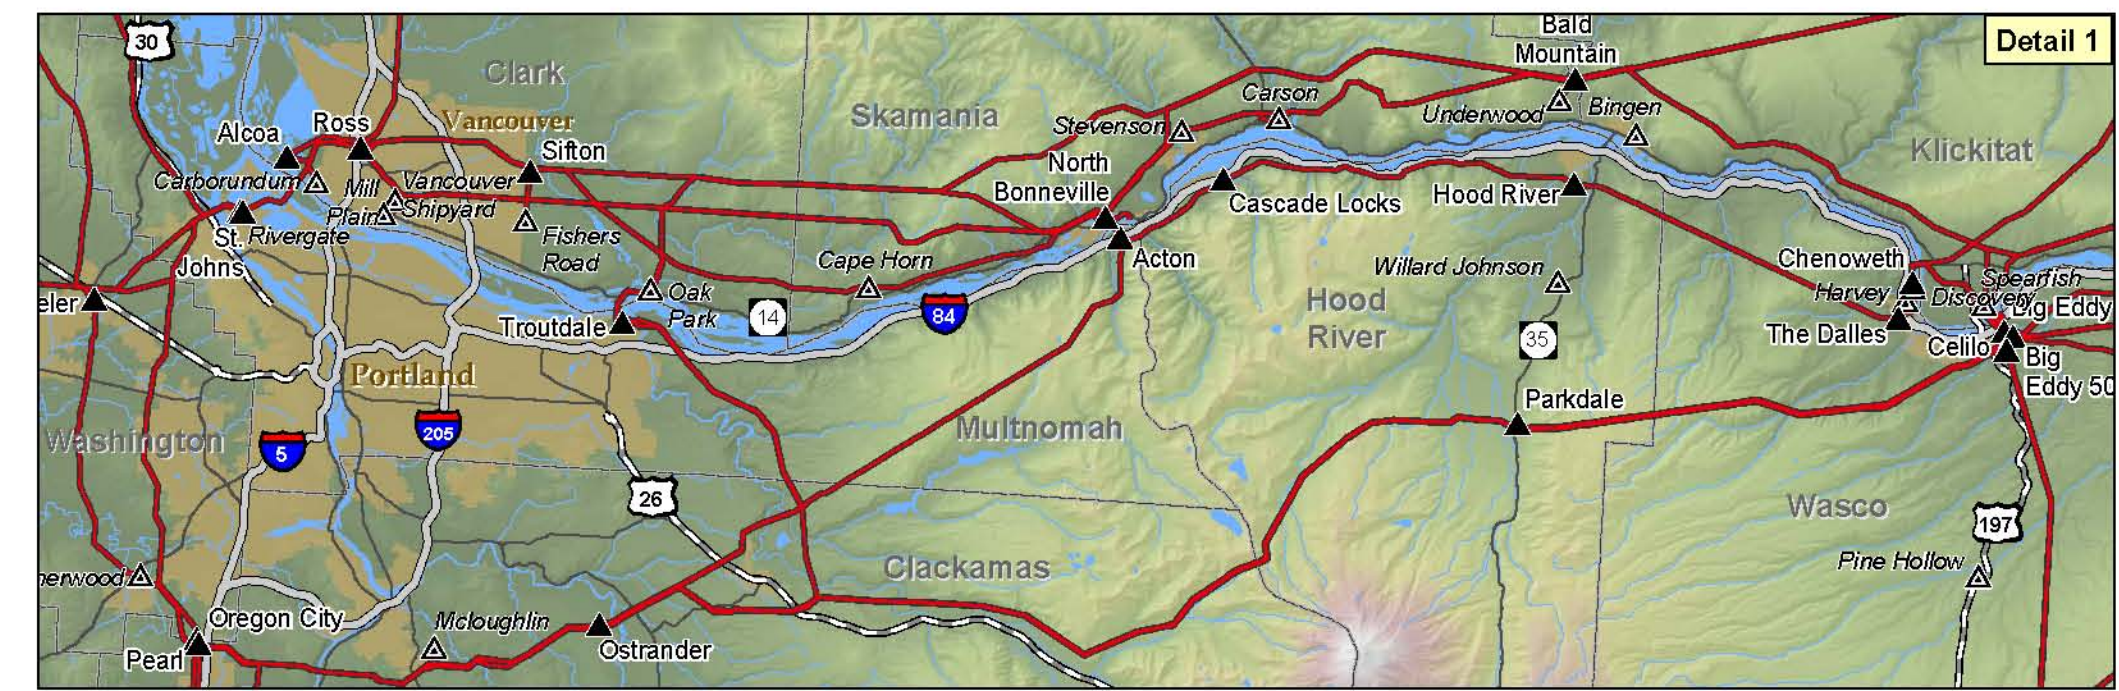 30
Bald
Mountain
Detail 1
Clark
Skamania
Carson
Underwood
Bingen
Alcoa
Ross
Vancouver
Stevenson
Sifton
North
Bonneville
Klickitat
Carborundum
Mill
Plain
Vancouver
Shipyard
Cascade Locks
Hood River
St.
Johns
Rivergate
Fishers
Road
Cape Horn
Acton
Willard Johnson
Chenoweth
Spearfish
Harvey
Discovery
Big Eddy
eler
Oak
Park
14
84
Hood
River
Troutdale
35
The Dalles
Celilo
Big
Eddy 50
Portland
Parkdale
Washington
5
205
Multnomah
26
Wasco
197
Clackamas
Pine Hollow
herwood
Oregon City
Mcloughlin
Pearl
Ostrander